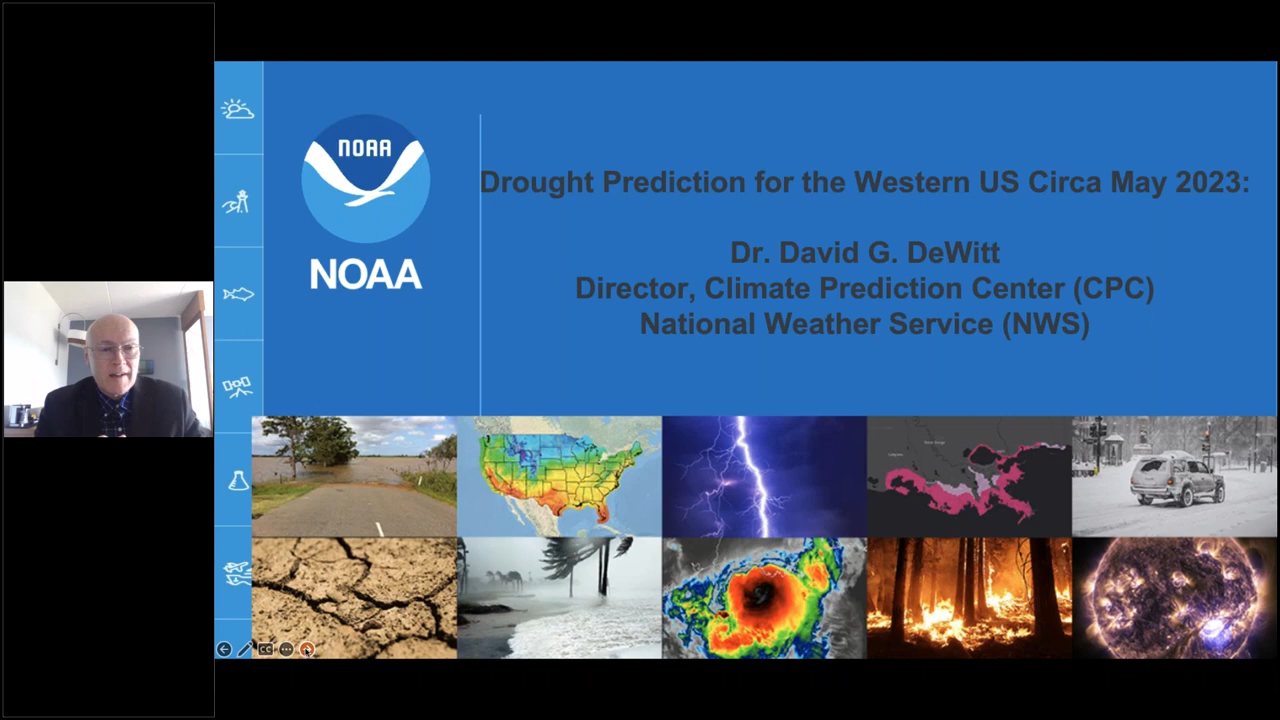 NOAA
NOAA
Drought Prediction for the Western US Circa May 2023:
Dr. David G. DeWitt
Director, Climate Prediction Center (CPC)
National Weather Service (NWS)
CC